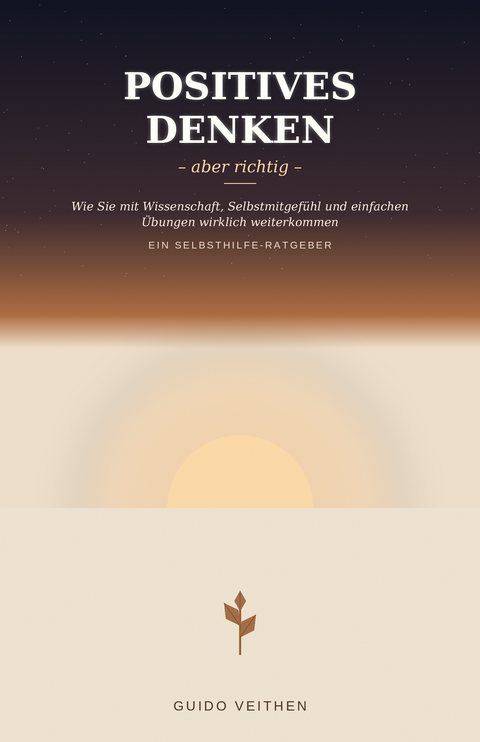 POSITIVES
DENKEN
– aber richtig –
Wie Sie mit Wissenschaft, Selbstmitgefühl und einfachen
Übungen wirklich weiterkommen
EIN SELBSTHILFE-RATGEBER
GUIDO VEITHEN